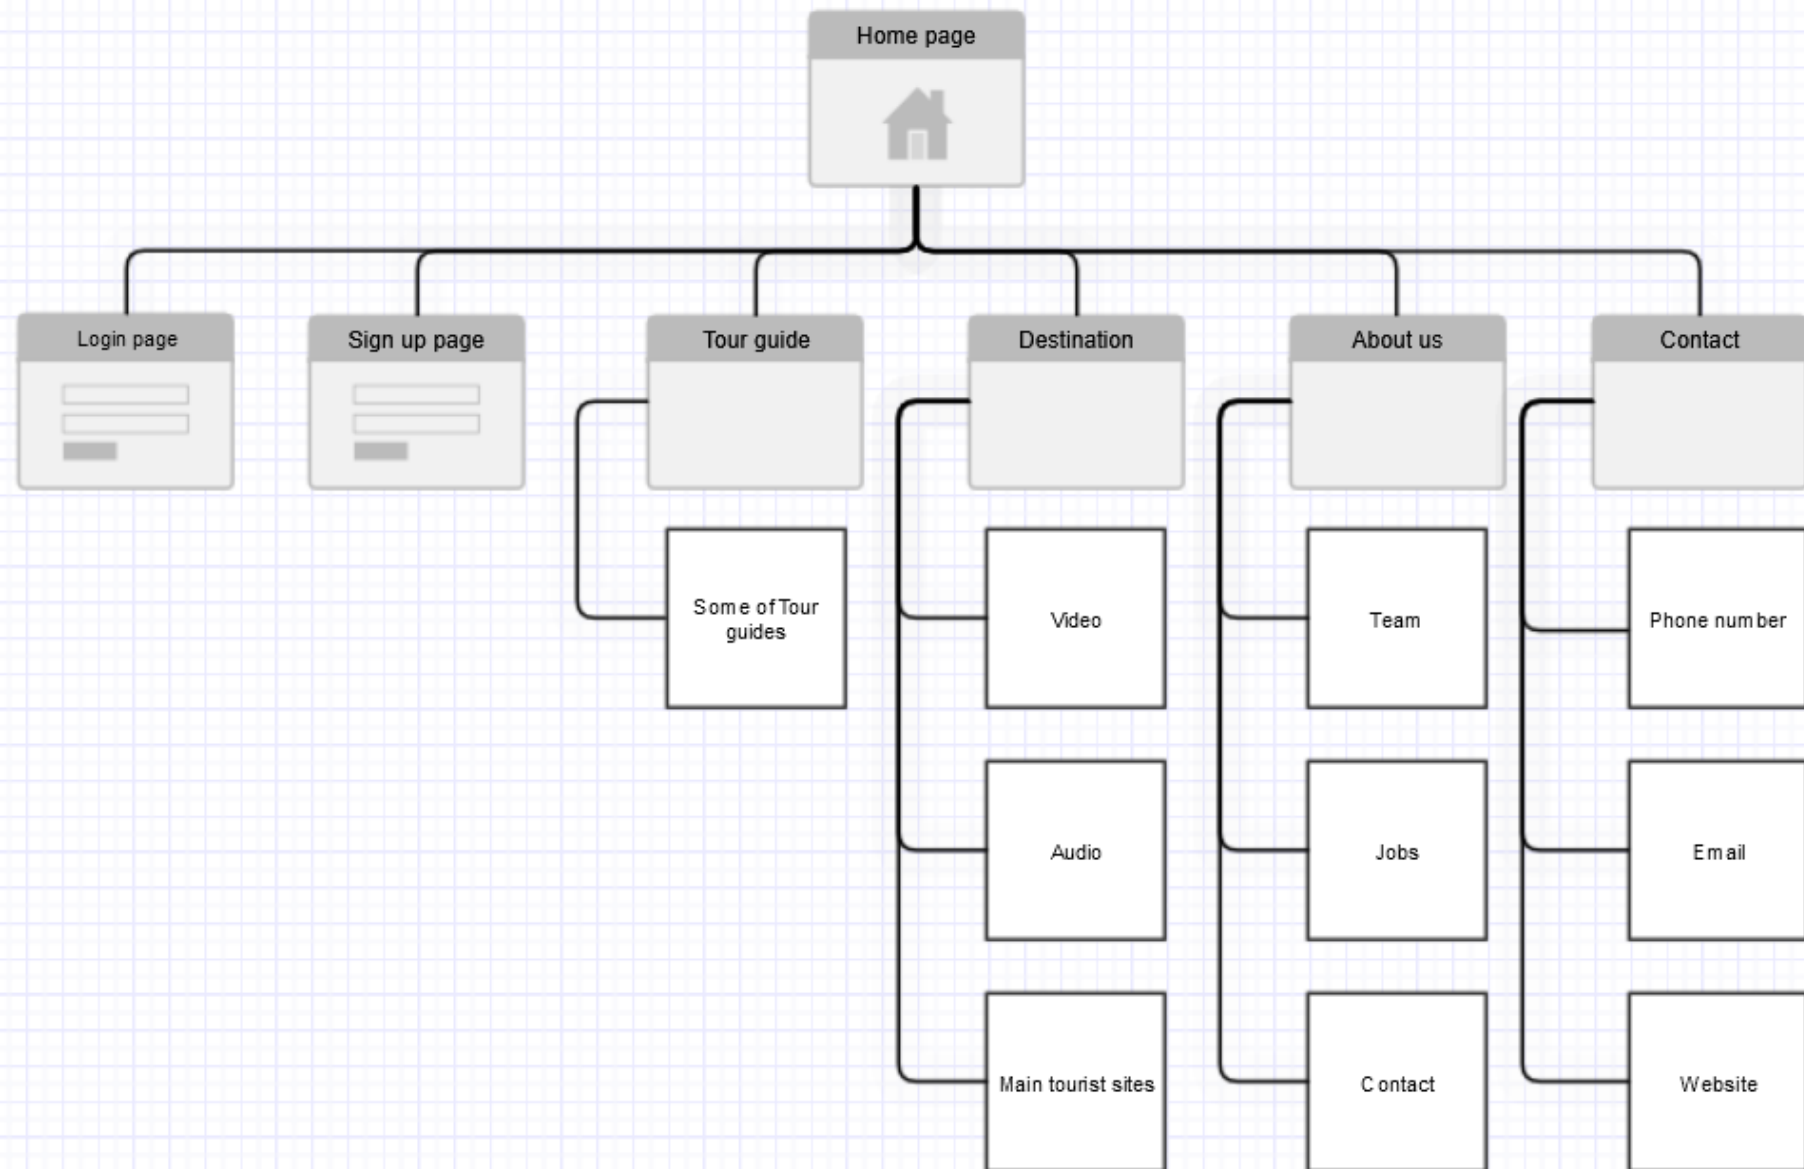 Home page
Login page
Sign up page
Tour guide
Destination
About us
Contact
Some of Tour
guides
Video
Team
Phone number
Audio
Jobs
Email
Main tourist sites
Contact
Website